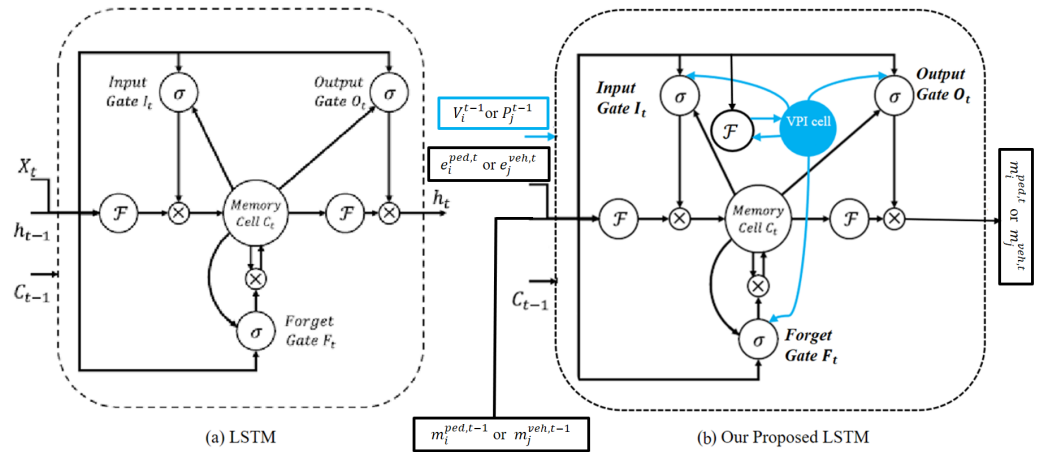 Input
Gate I_t
Output
Gate O_t
σ
σ
X_t
h_{t-1}
C_{t-1}
ℱ
×
Memory
Cell C_t
ℱ
×
h_t
×
σ
Forget
Gate F_t
(a) LSTM
V_i^{t-1} or P_j^{t-1}
e_i^{ped,t} or e_j^{veh,t}
C_{t-1}
m_i^{ped,t-1} or m_j^{veh,t-1}
Input
Gate I_t
Output
Gate O_t
σ
σ
ℱ
VPI cell
ℱ
×
Memory
Cell C_t
ℱ
×
×
σ
Forget
Gate F_t
m_i^{ped,t} or m_j^{veh,t}
(b) Our Proposed LSTM